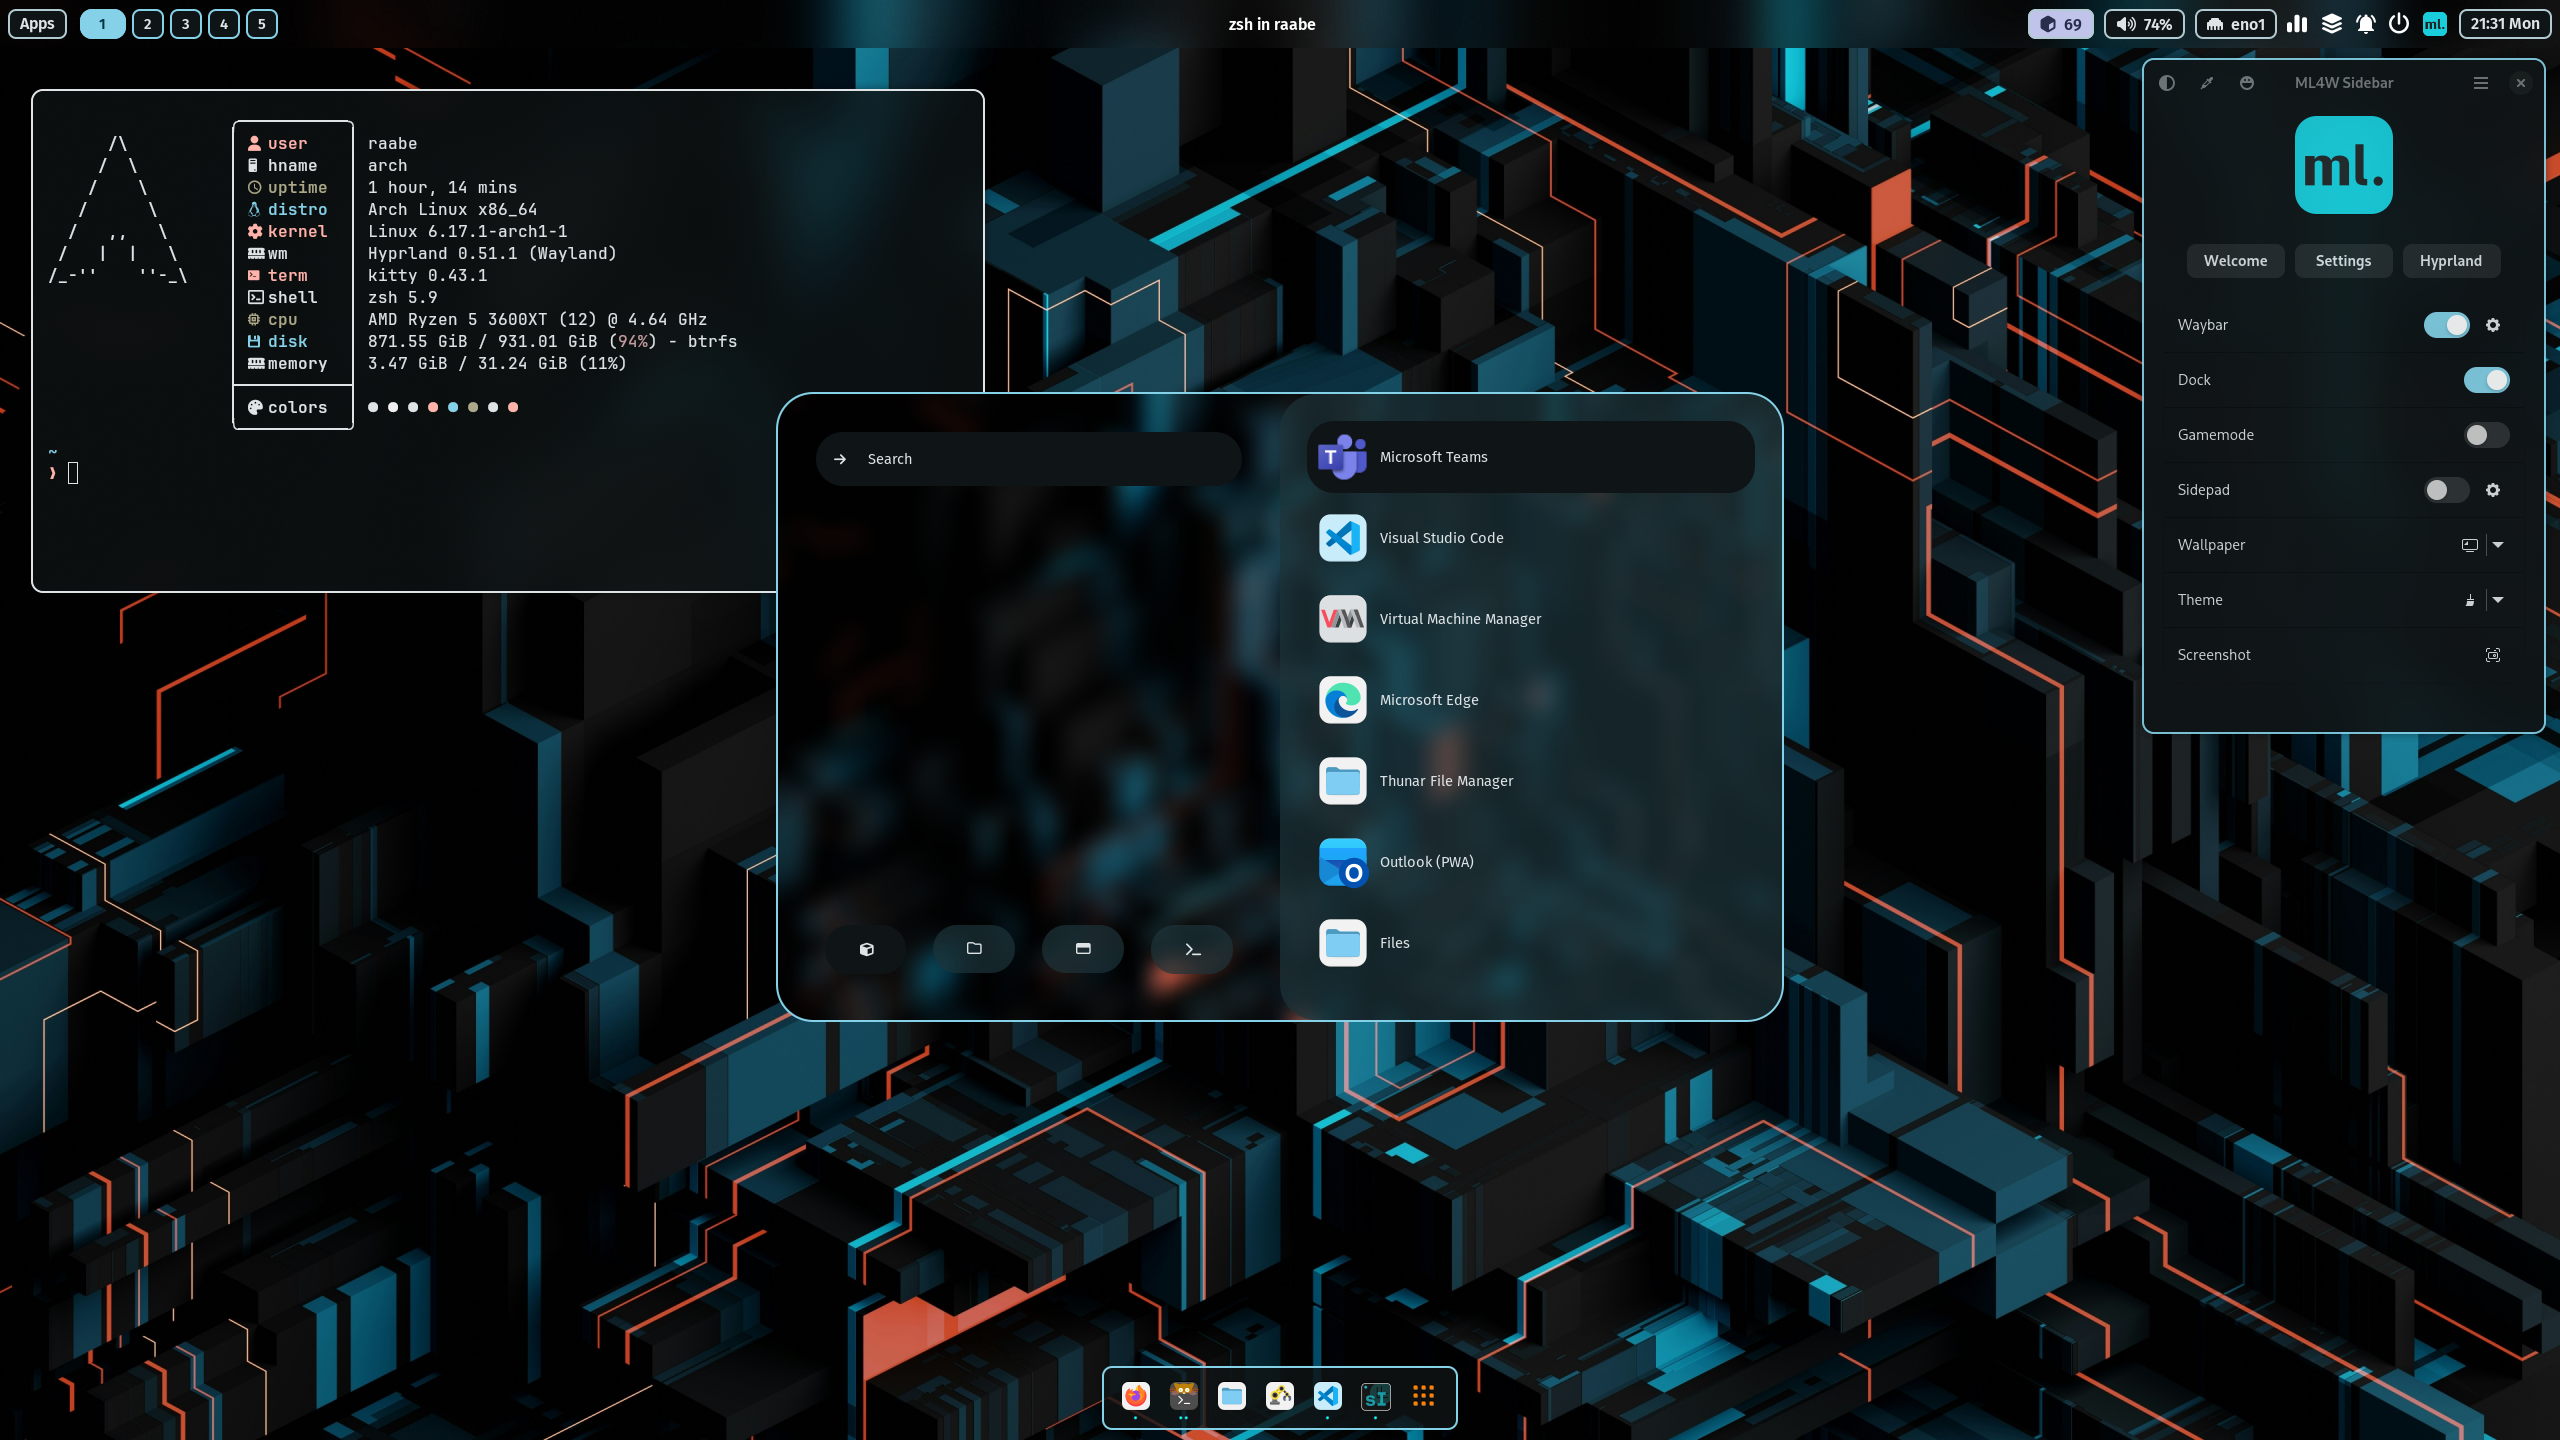 Apps 1 2 3 4 5
zsh in raabe
69 74% eno1 ml. 21:31 Mon
user raabe
hname arch
uptime 1 hour, 14 mins
distro Arch Linux x86_64
kernel Linux 6.17.1-arch1-1
wm Hyprland 0.51.1 (Wayland)
term kitty 0.43.1
shell zsh 5.9
cpu AMD Ryzen 5 3600XT (12) @ 4.64 GHz
disk 871.55 GiB / 931.01 GiB (94%) - btrfs
memory 3.47 GiB / 31.24 GiB (11%)
colors
~
❯
Search
Microsoft Teams
Visual Studio Code
Virtual Machine Manager
Microsoft Edge
Thunar File Manager
Outlook (PWA)
Files
ML4W Sidebar
ml.
Welcome Settings Hyprland
Waybar
Dock
Gamemode
Sidepad
Wallpaper
Theme
Screenshot
sI